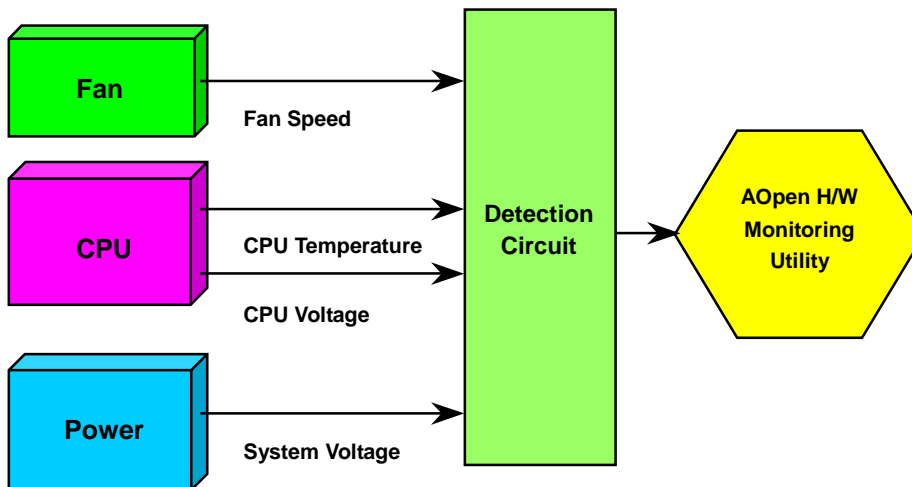 Fan
Fan Speed
CPU
CPU Temperature
CPU Voltage
Power
System Voltage
Detection
Circuit
AOpen H/W
Monitoring
Utility